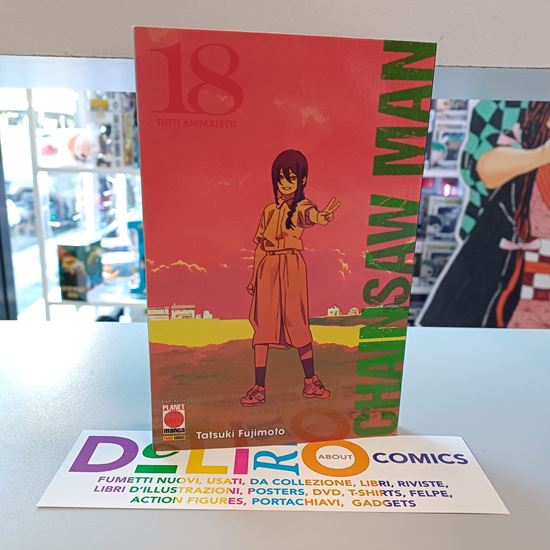 18
TUTTI ANIMALETTI
CHAINSAW MAN
PLANET
manga
Tatsuki Fujimoto
DeLiRO ABOUT COMICS
FUMETTI NUOVI, USATI, DA COLLEZIONE, LIBRI, RIVISTE,
LIBRI D'ILLUSTRAZIONI, POSTERS, DVD, T-SHIRTS, FELPE,
ACTION FIGURES, PORTACHIAVI, GADGETS